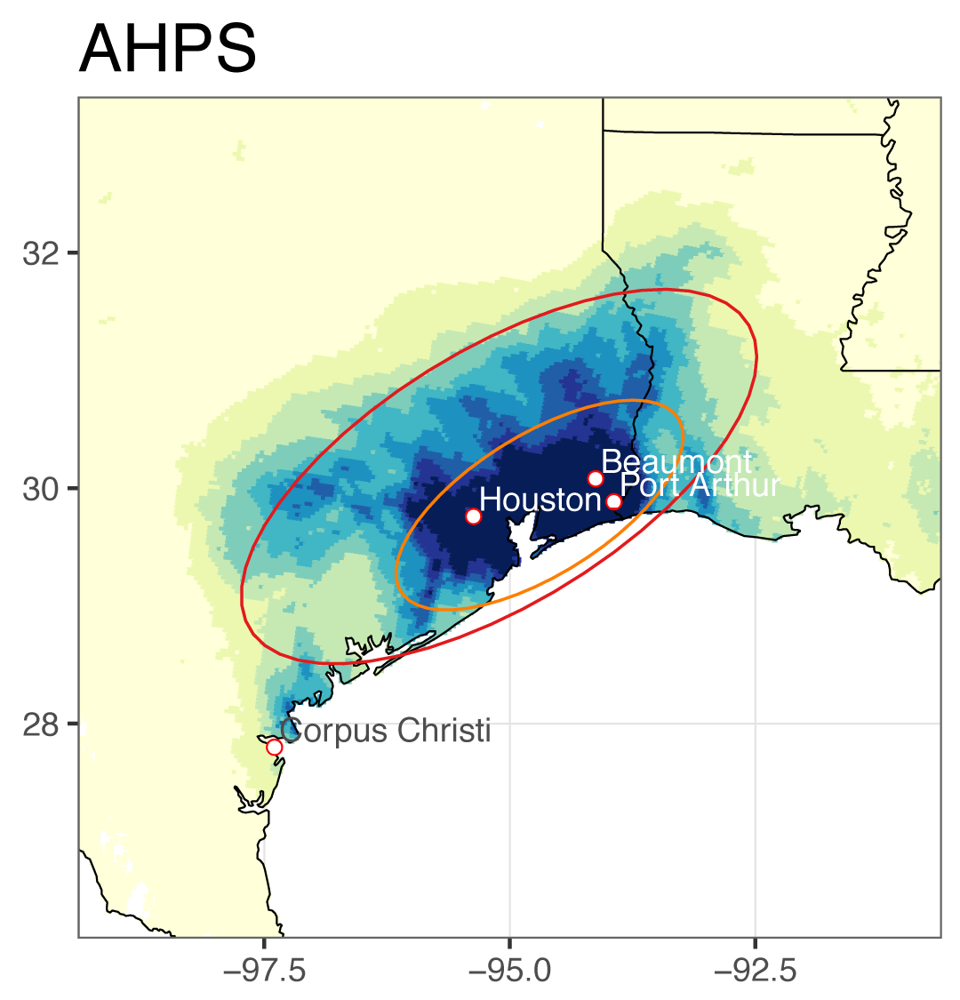 AHPS
32
Beaumont
30
Port Arthur
Houston
28
Corpus Christi
−97.5
−95.0
−92.5